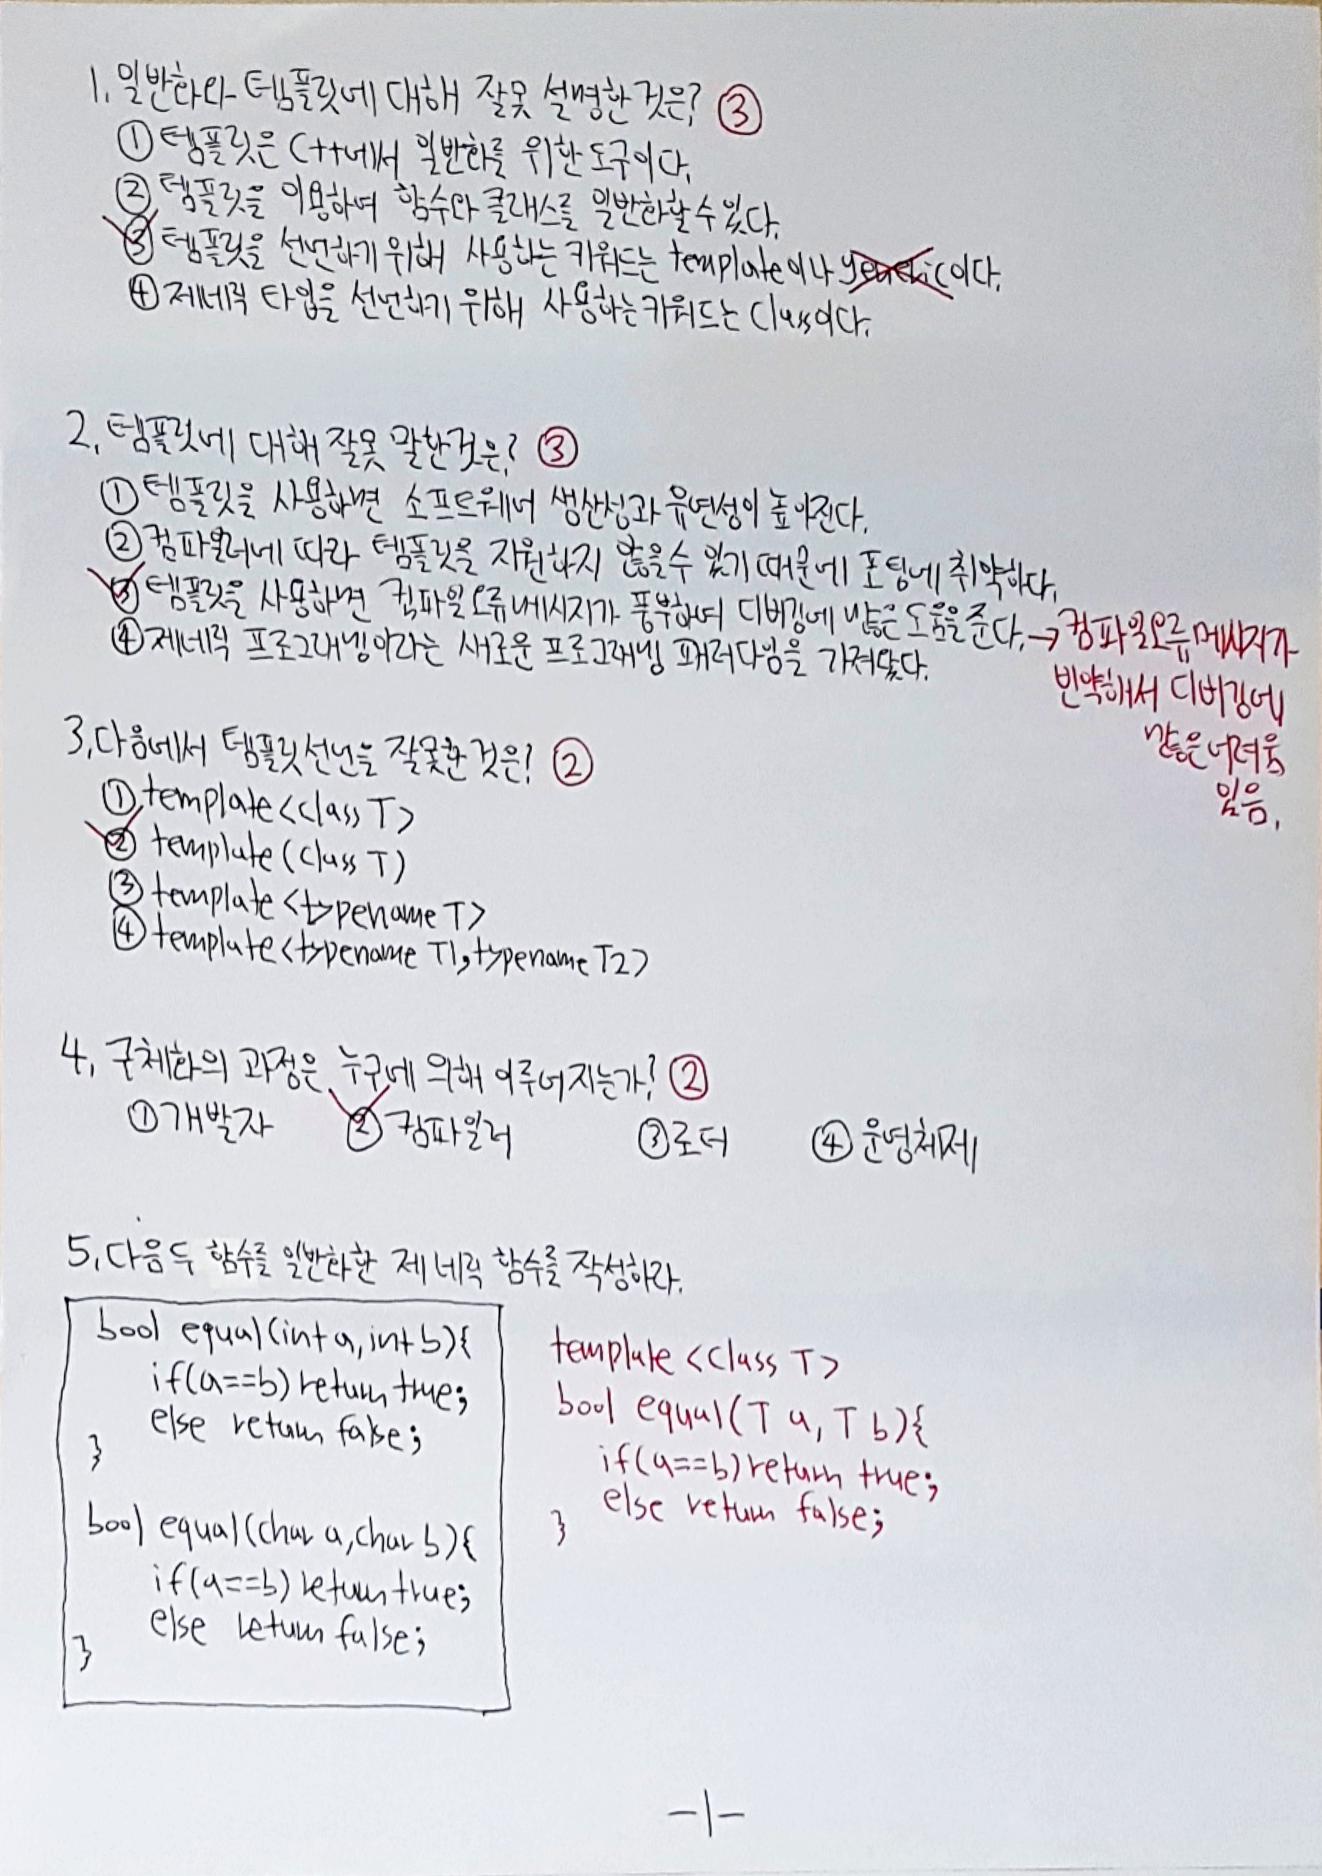 1. 일반화와 템플릿에 대해 잘못 설명한 것은? ③
① 템플릿은 C++에서 일반화를 위한 도구이다.
② 템플릿을 이용하여 함수와 클래스를 일반화할 수 있다.
③ 템플릿을 선언하기 위해 사용하는 키워드는 template이나 generic이다.
④ 제네릭 타입을 선언하기 위해 사용하는 키워드는 class이다.
2. 템플릿에 대해 잘못 말한것은? ③
① 템플릿을 사용하면 소프트웨어 생산성과 유연성이 높아진다.
② 컴파일러에 따라 템플릿을 지원하지 않을 수 있기 때문에 포팅에 취약하다.
③ 템플릿을 사용하면 컴파일 오류 메시지가 풍부하여 디버깅에 많은 도움을 준다. → 컴파일 오류 메시지가
빈약해서 디버깅에
많은 어려움
있음.
④ 제네릭 프로그래밍이라는 새로운 프로그래밍 패러다임을 가져왔다.
3. 다음에서 템플릿 선언을 잘못한 것은? ②
① template<class T>
② template(class T)
③ template<typename T>
④ template<typename T1, typename T2>
4. 구체화의 과정은 누구에 의해 이루어지는가? ②
① 개발자 ② 컴파일러 ③ 로더 ④ 운영체제
5. 다음 두 함수를 일반화한 제네릭 함수를 작성하라.
bool equal(int a, int b){
if(a==b) return true;
else return false;
}
bool equal(char a, char b){
if(a==b) return true;
else return false;
}
template <class T>
bool equal(T a, T b){
if(a==b) return true;
else return false;
}
-1-